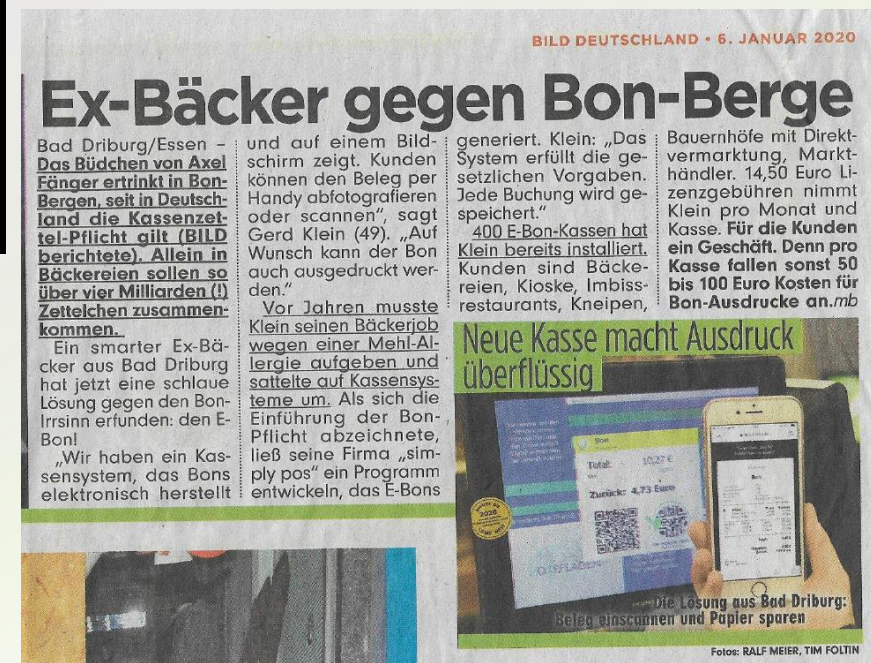 BILD DEUTSCHLAND • 6. JANUAR 2020
Ex-Bäcker gegen Bon-Berge
Bad Driburg/Essen –
Das Büdchen von Axel
Fänger ertrinkt in Bon-
Bergen, seit in Deutsch-
land die Kassenzet-
tel-Pflicht gilt (BILD
berichtete). Allein in
Bäckereien sollen so
über vier Milliarden (!)
Zettelchen zusammen-
kommen.
Ein smarter Ex-Bä-
cker aus Bad Driburg
hat jetzt eine schlaue
Lösung gegen den Bon-
Irrsinn erfunden: den E-
Bon!
„Wir haben ein Kas-
sensystem, das Bons
elektronisch herstellt
und auf einem Bild-
schirm zeigt. Kunden
können den Beleg per
Handy abfotografieren
oder scannen“, sagt
Gerd Klein (49). „Auf
Wunsch kann der Bon
auch ausgedruckt wer-
den.“
Vor Jahren musste
Klein seinen Bäckerjob
wegen einer Mehl-Al-
lergie aufgeben und
sattelte auf Kassensys-
teme um. Als sich die
Einführung der Bon-
Pflicht abzeichnete,
ließ seine Firma „sim-
ply pos“ ein Programm
entwickeln, das E-Bons
generiert. Klein: „Das
System erfüllt die ge-
setzlichen Vorgaben.
Jede Buchung wird ge-
speichert.“
400 E-Bon-Kassen hat
Klein bereits installiert.
Kunden sind Bäcke-
reien, Kioske, Imbiss-
restaurants, Kneipen,
Bauernhöfe mit Direkt-
vermarktung, Markt-
händler. 14,50 Euro Li-
zenzgebühren nimmt
Klein pro Monat und
Kasse. Für die Kunden
ein Geschäft. Denn pro
Kasse fallen sonst 50
bis 100 Euro Kosten für
Bon-Ausdrucke an.mb
Neue Kasse macht Ausdruck
überflüssig
Bon
Total: 10,27 €
Zurück: 4,73 Euro
2020
Die Lösung aus Bad Driburg:
Beleg einscannen und Papier sparen
Fotos: RALF MEIER, TIM FOLTIN